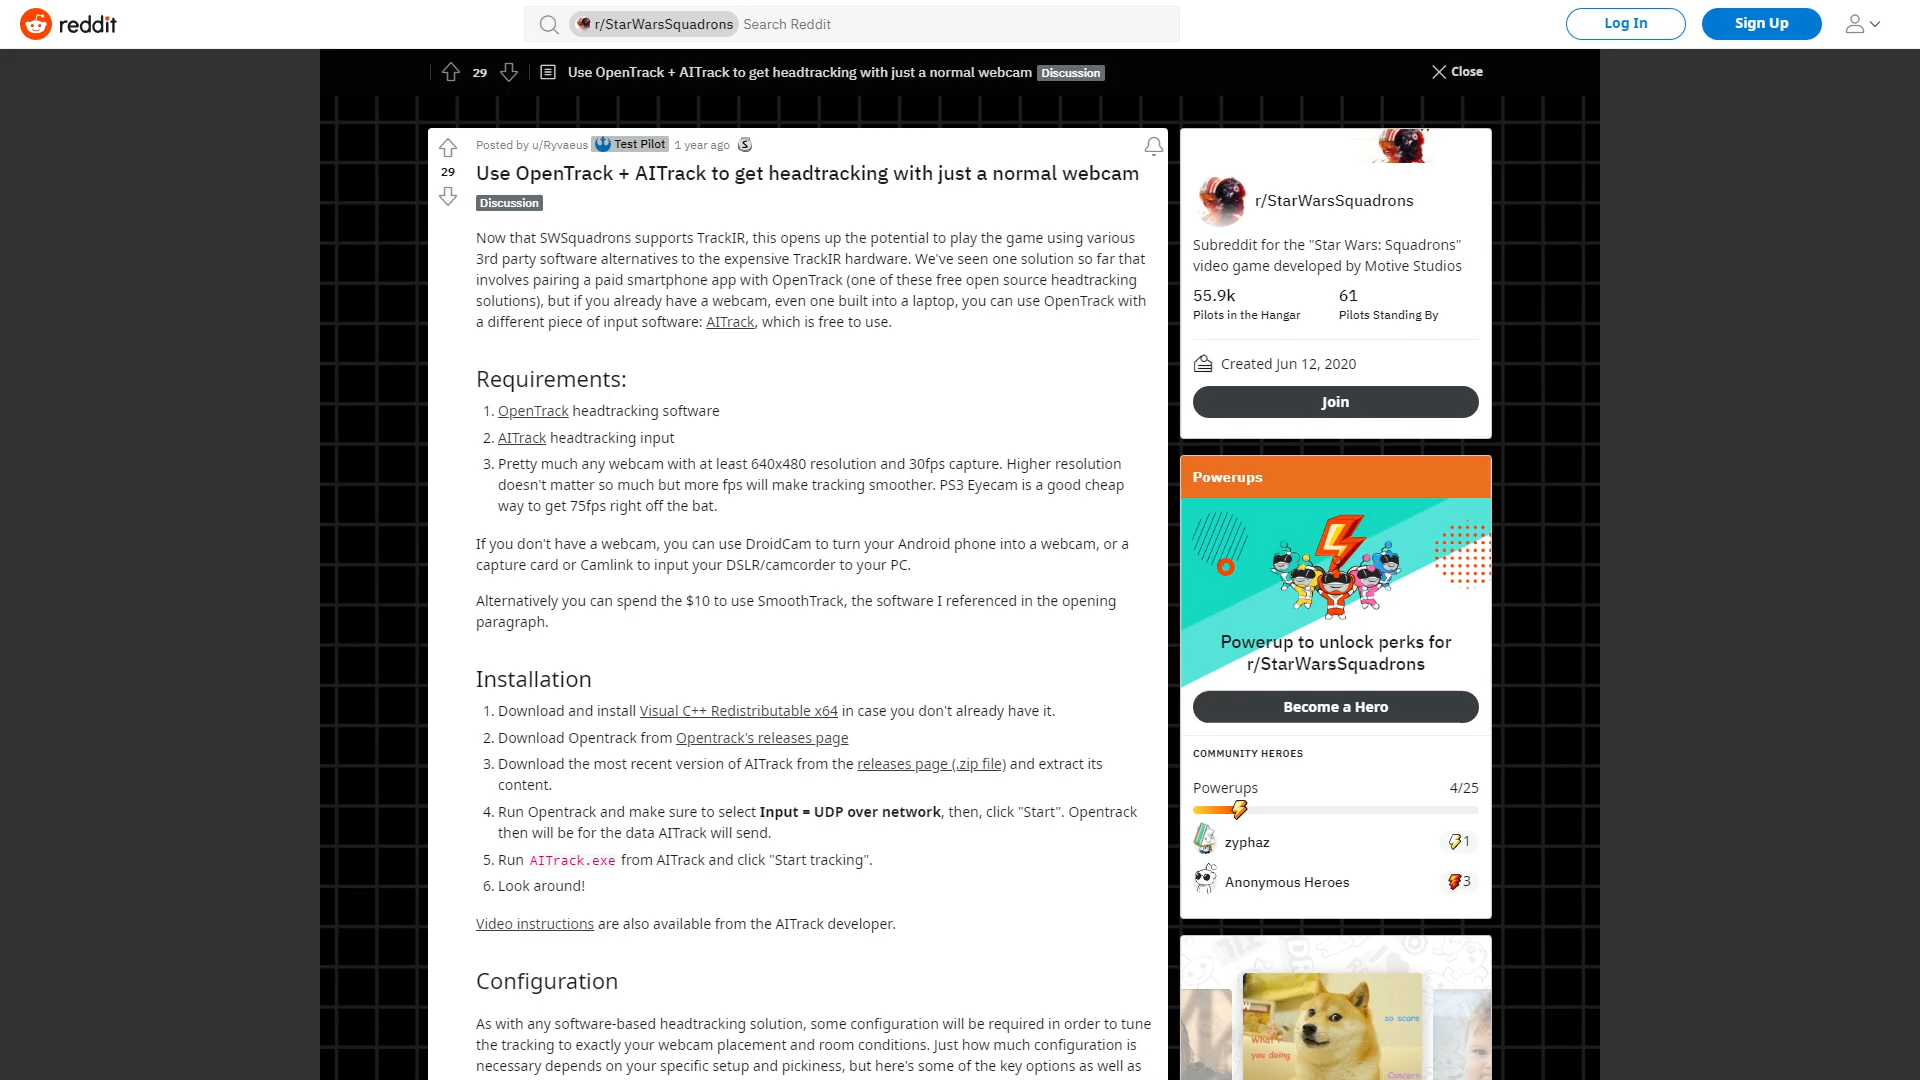 reddit
r/StarWarsSquadrons Search Reddit
Log In
Sign Up
29
Use OpenTrack + AITrack to get headtracking with just a normal webcam Discussion
Close
Posted by u/Ryvaeus Test Pilot 1 year ago S
29
Use OpenTrack + AITrack to get headtracking with just a normal webcam
Discussion
Now that SWSquadrons supports TrackIR, this opens up the potential to play the game using various
3rd party software alternatives to the expensive TrackIR hardware. We've seen one solution so far that
involves pairing a paid smartphone app with OpenTrack (one of these free open source headtracking
solutions), but if you already have a webcam, even one built into a laptop, you can use OpenTrack with
a different piece of input software: AITrack, which is free to use.
Requirements:
1. OpenTrack headtracking software
2. AITrack headtracking input
3. Pretty much any webcam with at least 640x480 resolution and 30fps capture. Higher resolution
doesn't matter so much but more fps will make tracking smoother. PS3 Eyecam is a good cheap
way to get 75fps right off the bat.
If you don't have a webcam, you can use DroidCam to turn your Android phone into a webcam, or a
capture card or Camlink to input your DSLR/camcorder to your PC.
Alternatively you can spend the $10 to use SmoothTrack, the software I referenced in the opening
paragraph.
Installation
1. Download and install Visual C++ Redistributable x64 in case you don't already have it.
2. Download Opentrack from Opentrack's releases page
3. Download the most recent version of AITrack from the releases page (.zip file) and extract its
content.
4. Run Opentrack and make sure to select Input = UDP over network, then, click "Start". Opentrack
then will be for the data AITrack will send.
5. Run AITrack.exe from AITrack and click "Start tracking".
6. Look around!
Video instructions are also available from the AITrack developer.
Configuration
As with any software-based headtracking solution, some configuration will be required in order to tune
the tracking to exactly your webcam placement and room conditions. Just how much configuration is
necessary depends on your specific setup and pickiness, but here's some of the key options as well as
r/StarWarsSquadrons
Subreddit for the "Star Wars: Squadrons"
video game developed by Motive Studios
55.9k
Pilots in the Hangar
61
Pilots Standing By
Created Jun 12, 2020
Join
Powerups
Powerup to unlock perks for
r/StarWarsSquadrons
Become a Hero
COMMUNITY HEROES
Powerups 4/25
zyphaz 1
Anonymous Heroes 3
so scare
you doing
Concern